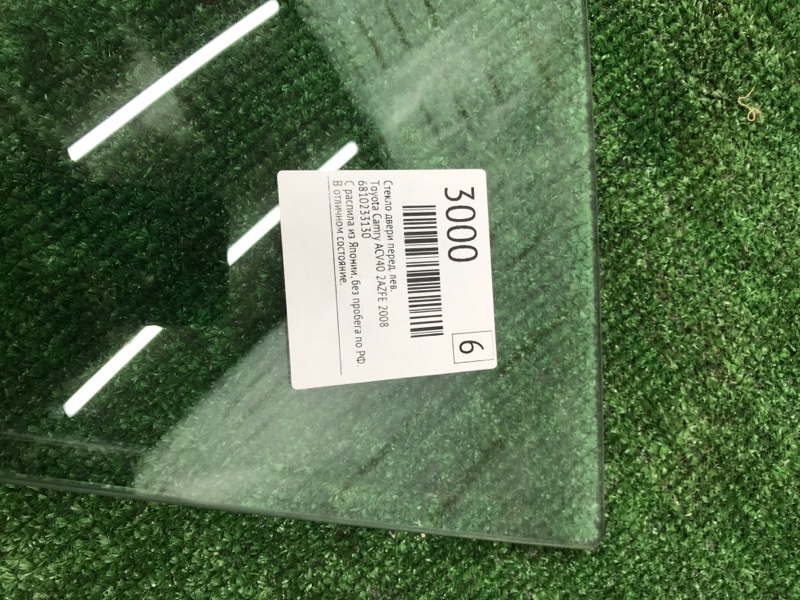 3000
6
Стекло двери перед. лев.
Toyota Camry ACV40 2AZFE 2008
6810233130
С распила из Японии, без пробега по РФ.
В отличном состояние.